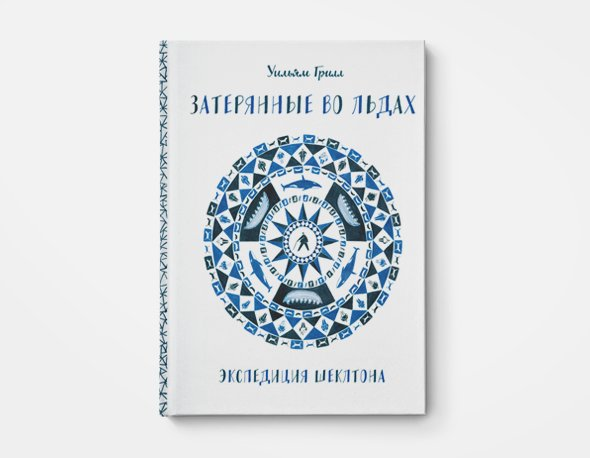 Уильям Грилл
ЗАТЕРЯННЫЕ ВО ЛЬДАХ
ЭКСПЕДИЦИЯ ШЕКЛТОНА